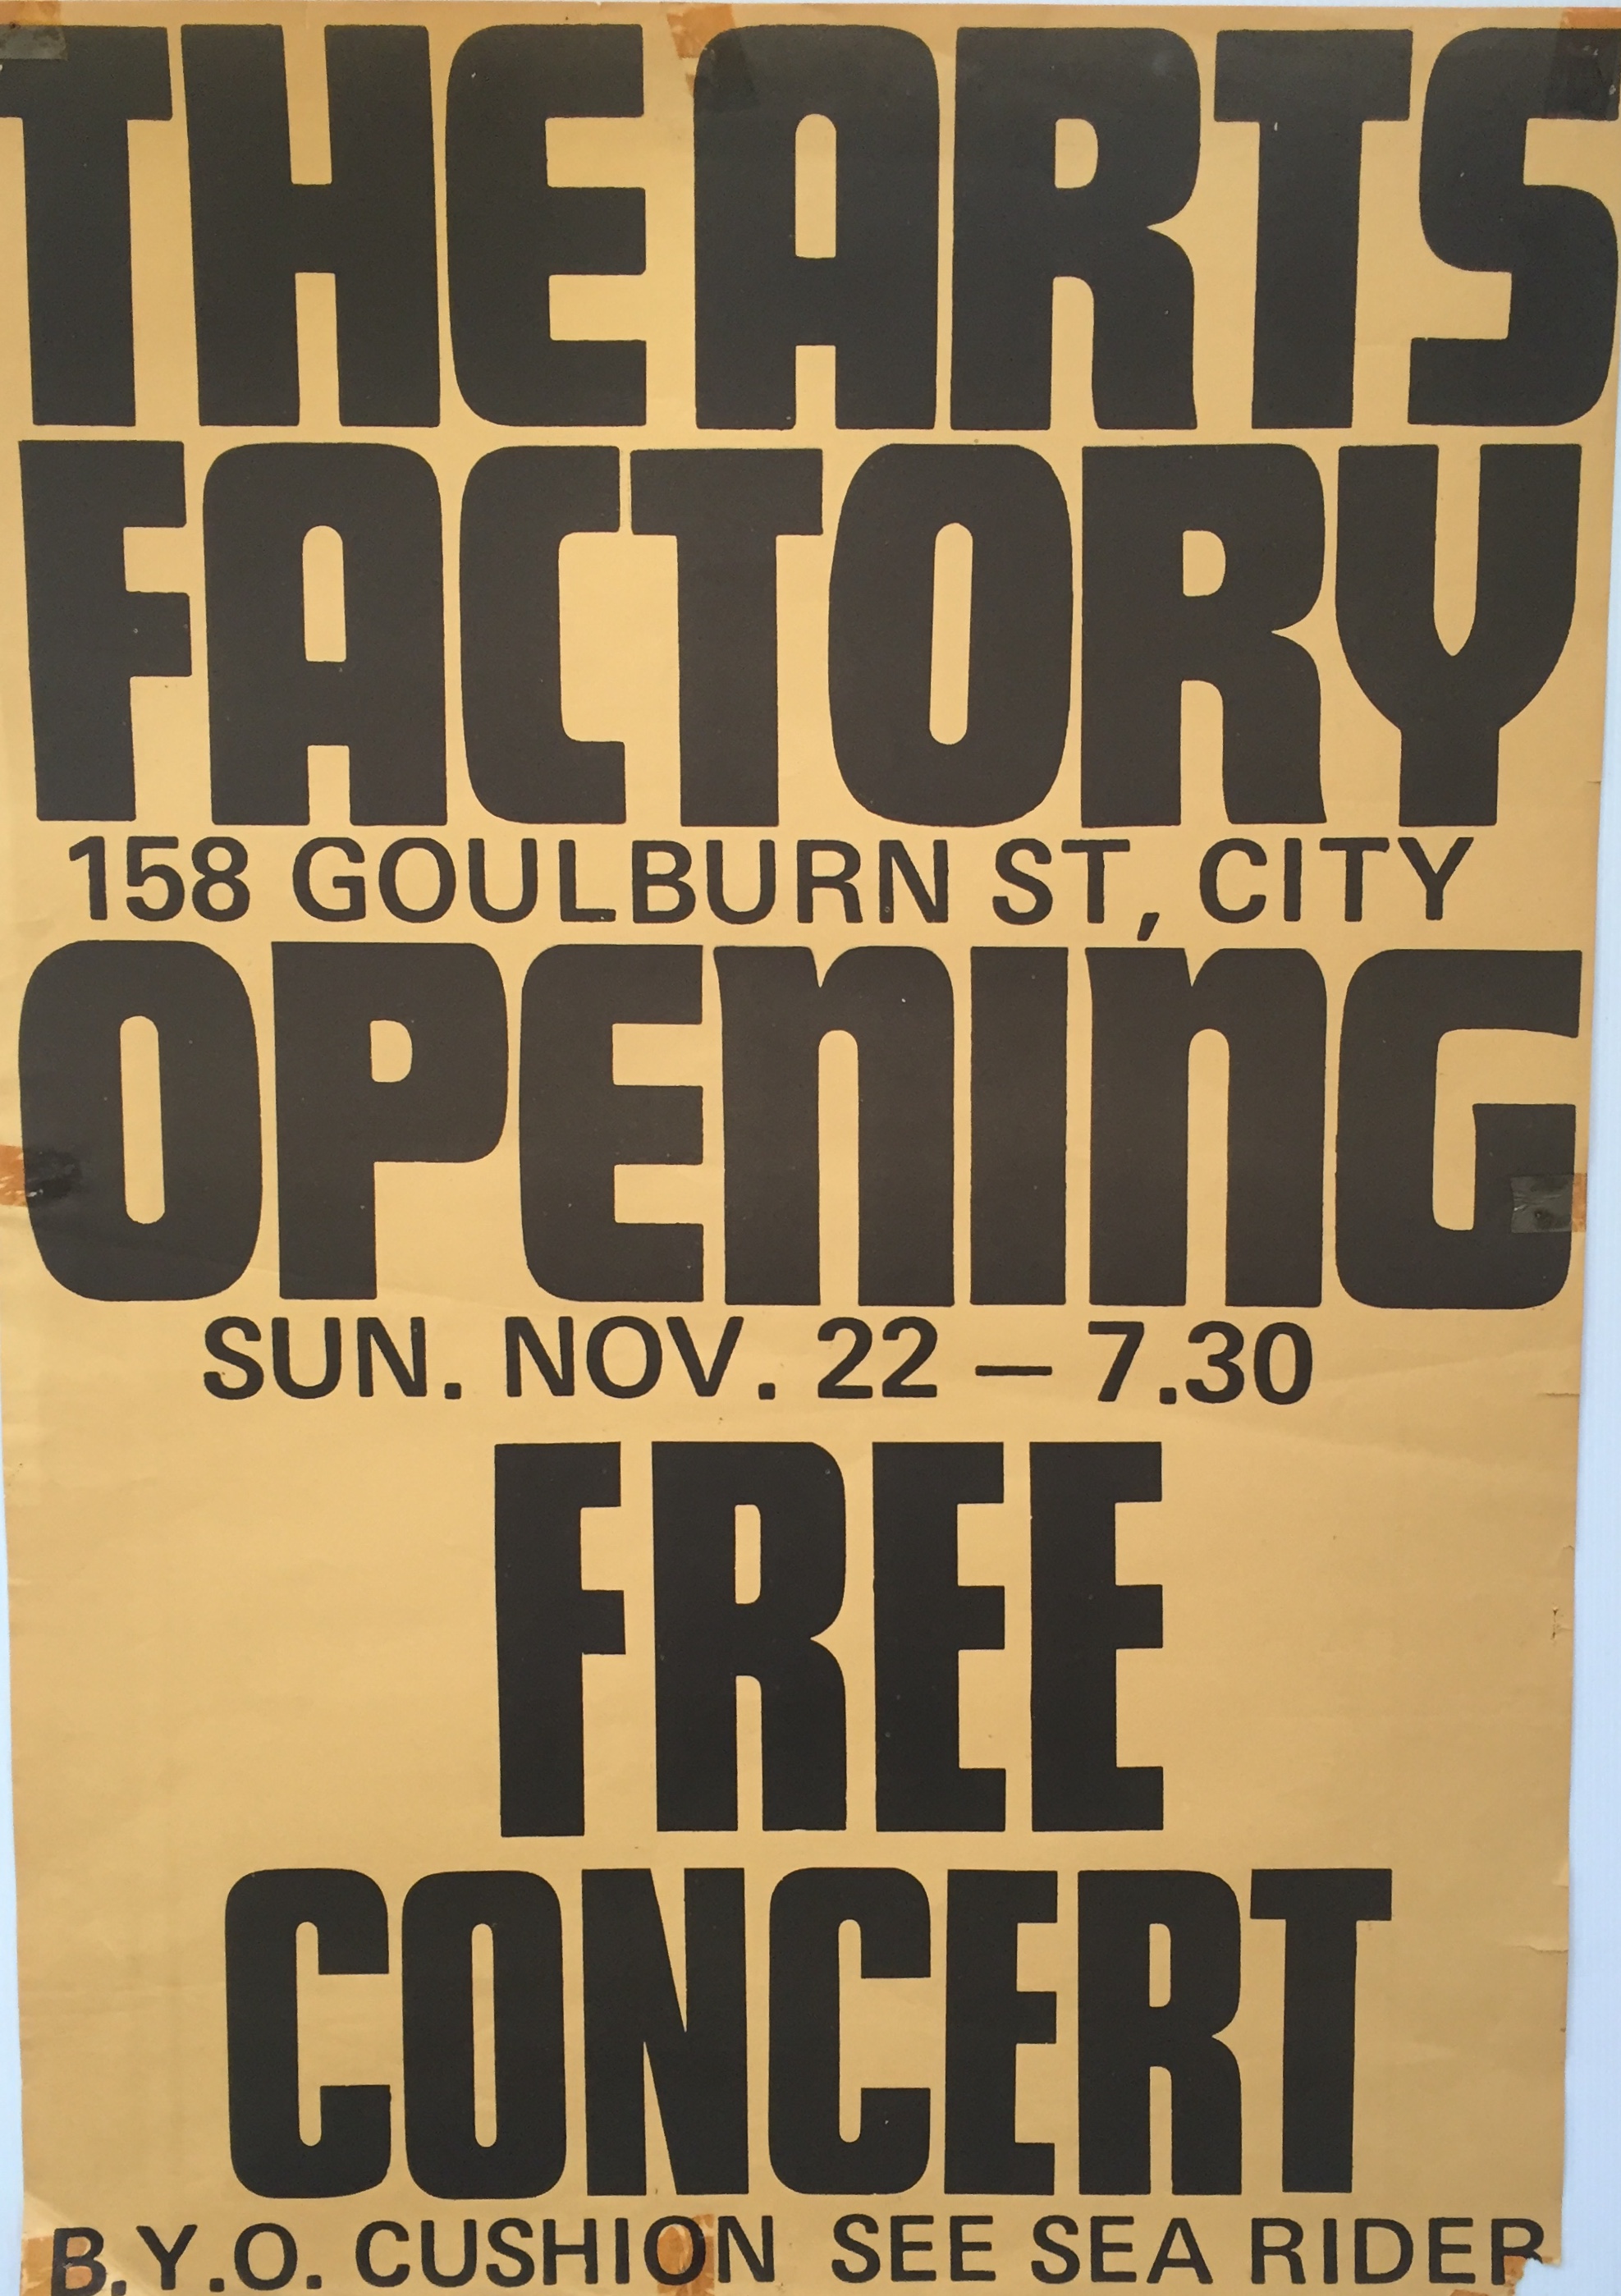 THE ARTS
FACTORY
158 GOULBURN ST, CITY
OPENING
SUN. NOV. 22 – 7.30
FREE
CONCERT
B.Y.O. CUSHION SEE SEA RIDER